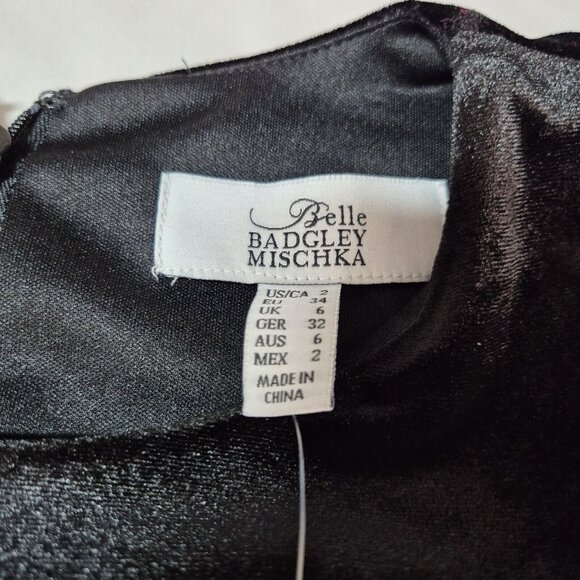 Belle
BADGLEY
MISCHKA
US/CA 2
EU 34
UK 6
GER 32
AUS 6
MEX 2
MADE IN
CHINA